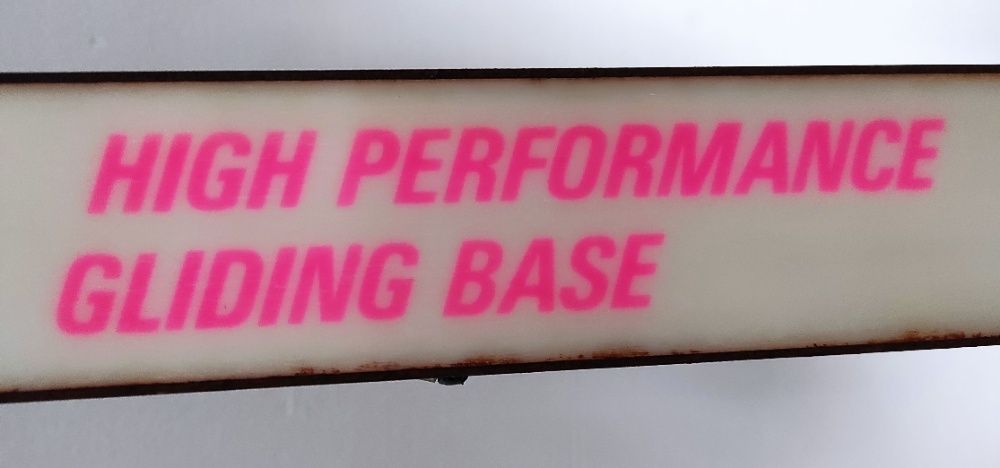 HIGH PERFORMANCE
GLIDING BASE